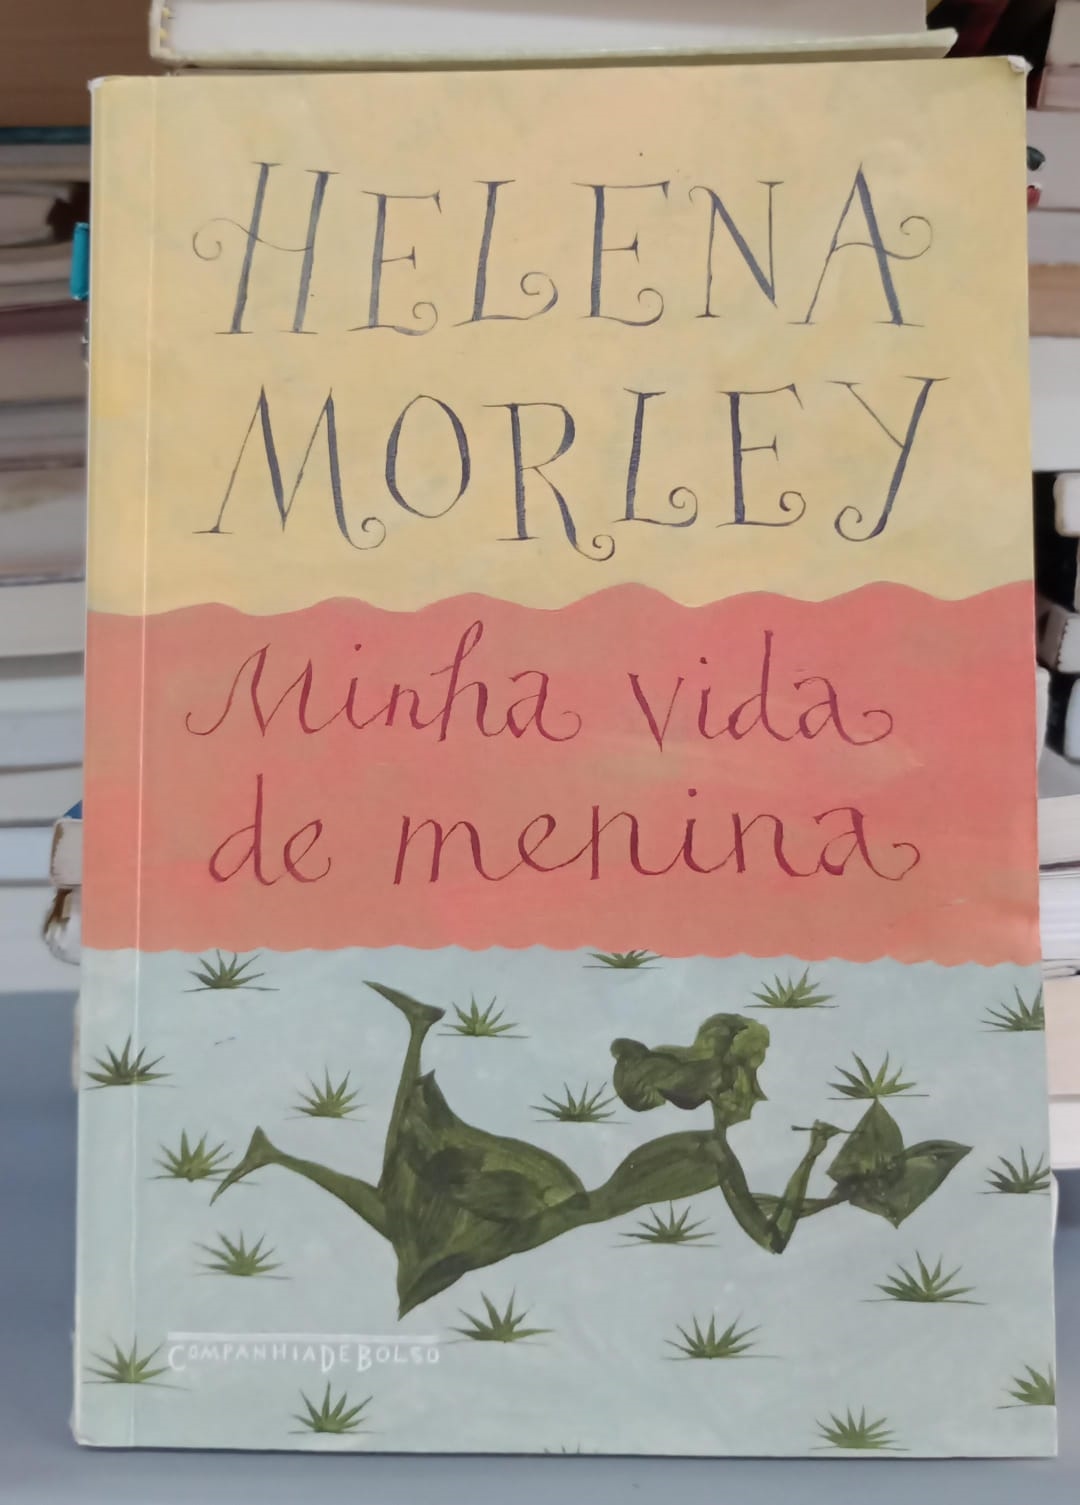 HELENA
MORLEY
Minha vida
de menina
COMPANHIADEBOLSO